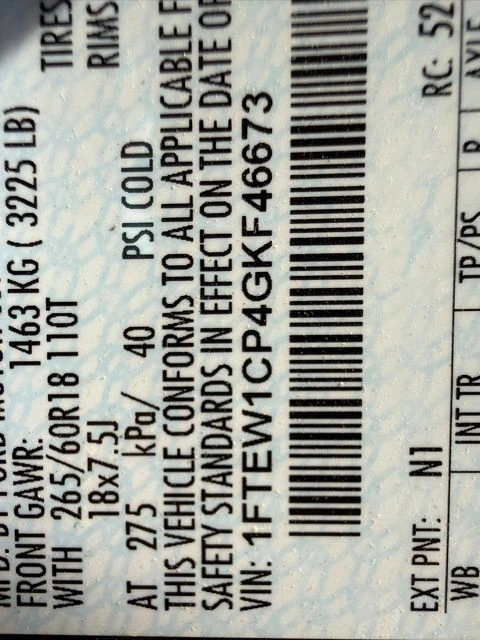 FRONT GAWR: 1463 KG ( 3225 LB)
WITH 265/60R18 110T TIRES
18x7.5J RIMS
AT 275 kPa/ 40 PSI COLD
THIS VEHICLE CONFORMS TO ALL APPLICABLE F
SAFETY STANDARDS IN EFFECT ON THE DATE OF
VIN: 1FTEW1CP4GKF46673
EXT PNT: N1 RC: 52
WB INT TR TP/PS R AXLE